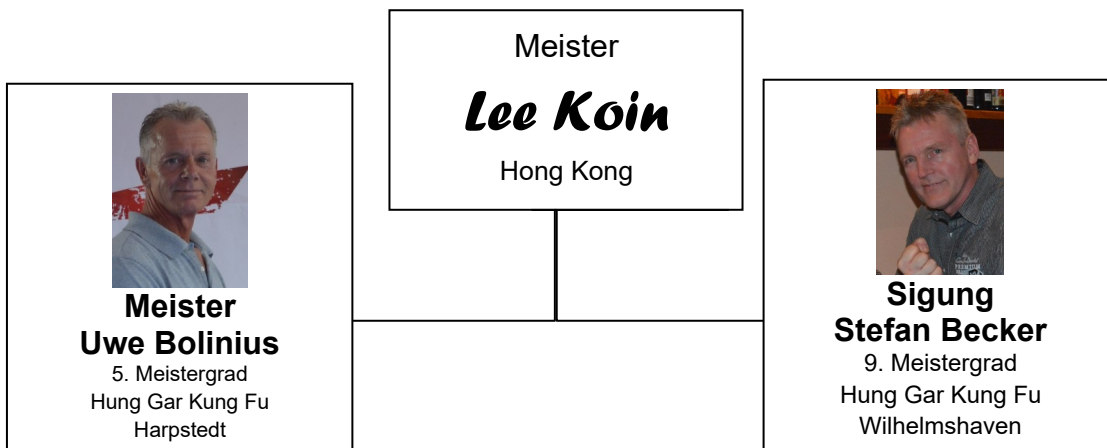 Meister
Lee Koin
Hong Kong
Meister
Uwe Bolinius
5. Meistergrad
Hung Gar Kung Fu
Harpstedt
Sigung
Stefan Becker
9. Meistergrad
Hung Gar Kung Fu
Wilhelmshaven